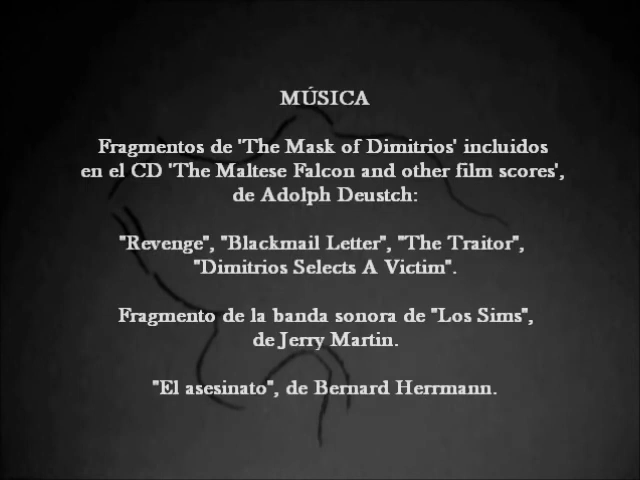 MÚSICA
Fragmentos de 'The Mask of Dimitrios' incluidos
en el CD 'The Maltese Falcon and other film scores',
de Adolph Deustch:
"Revenge", "Blackmail Letter", "The Traitor",
"Dimitrios Selects A Victim".
Fragmento de la banda sonora de "Los Sims",
de Jerry Martin.
"El asesinato", de Bernard Herrmann.